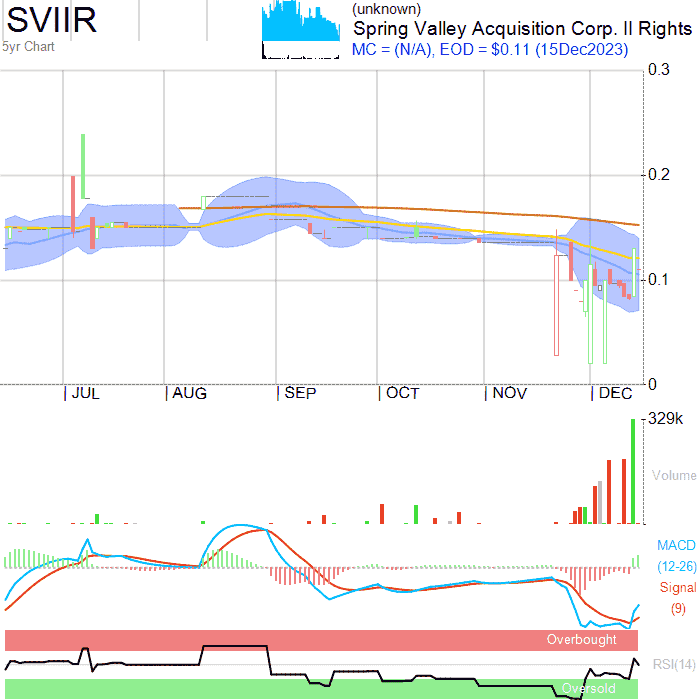 SVIIR
5yr Chart
(unknown)
Spring Valley Acquisition Corp. II Rights
MC = (N/A), EOD = $0.11 (15Dec2023)
0.3
0.2
0.1
0
JUL
AUG
SEP
OCT
NOV
DEC
329k
Volume
MACD
(12-26)
Signal
(9)
Overbought
RSI(14)
Oversold